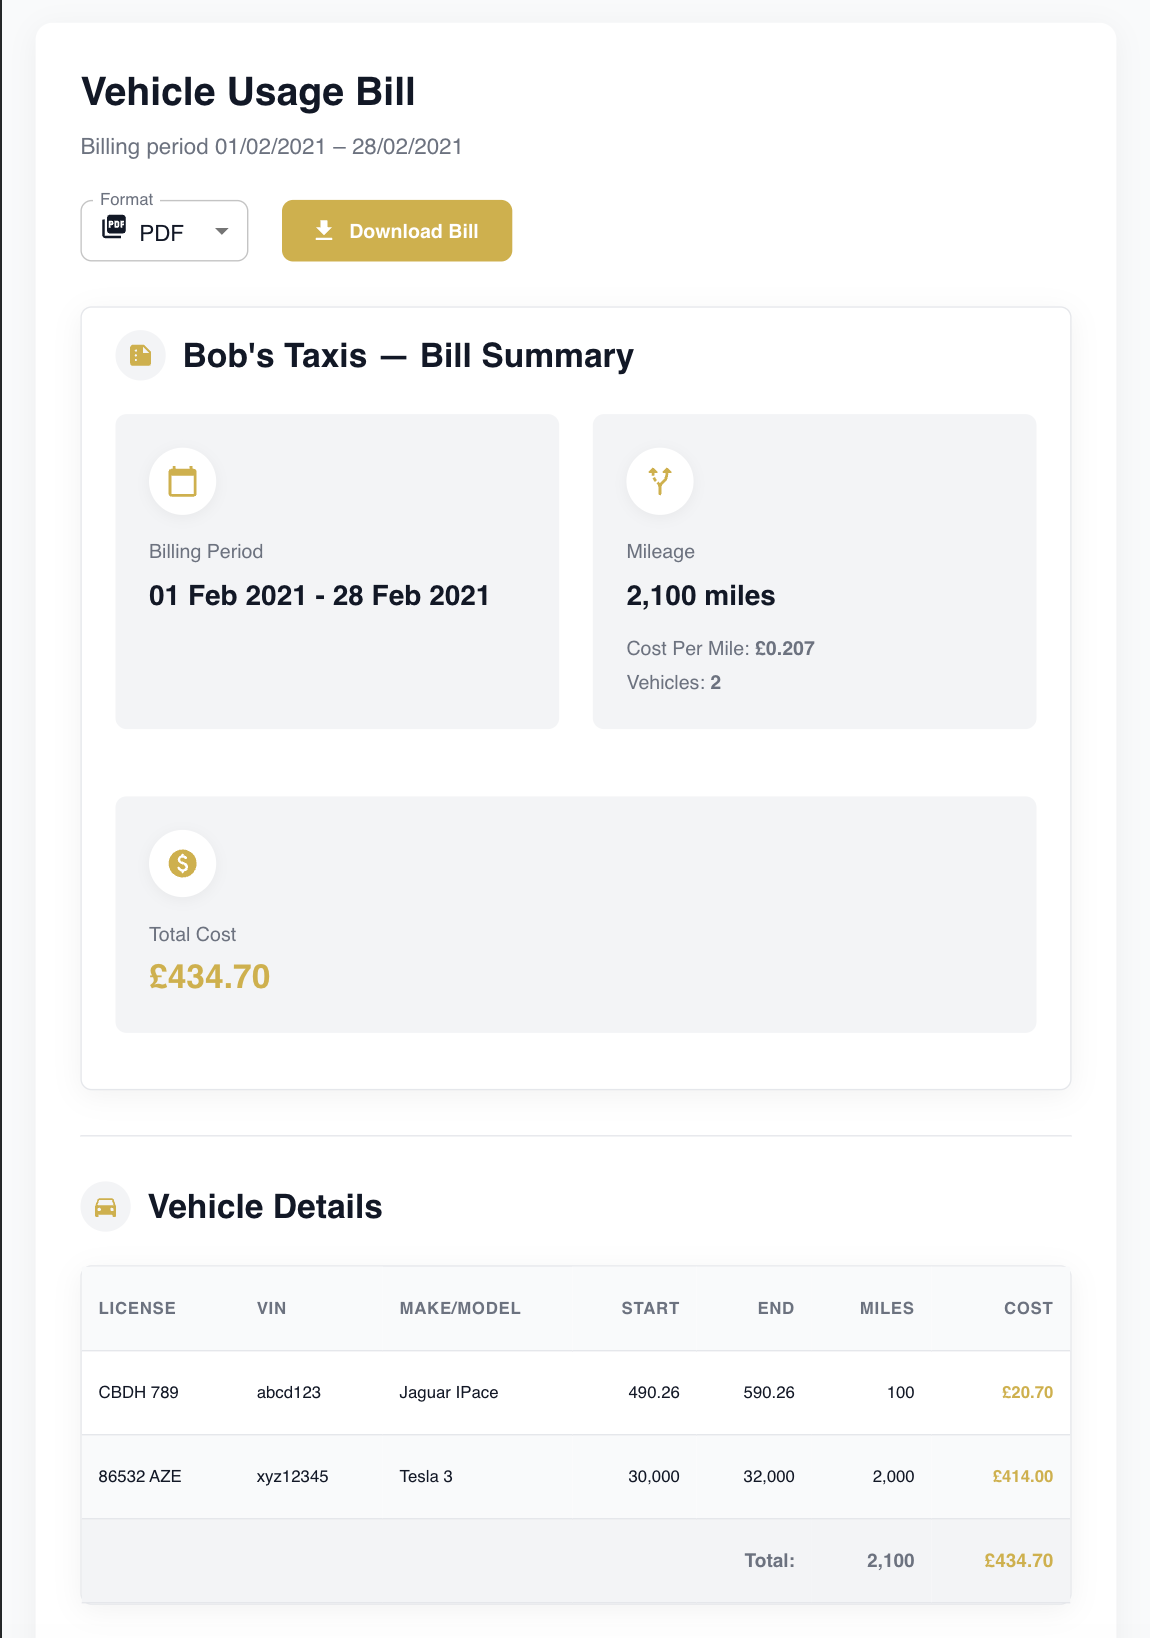 Vehicle Usage Bill
Billing period 01/02/2021 – 28/02/2021
Format
PDF PDF
Download Bill
Bob's Taxis — Bill Summary
Billing Period
01 Feb 2021 - 28 Feb 2021
Mileage
2,100 miles
Cost Per Mile: £0.207
Vehicles: 2
$
Total Cost
£434.70
Vehicle Details
LICENSE VIN MAKE/MODEL START END MILES COST
CBDH 789 abcd123 Jaguar IPace 490.26 590.26 100 £20.70
86532 AZE xyz12345 Tesla 3 30,000 32,000 2,000 £414.00
Total: 2,100 £434.70